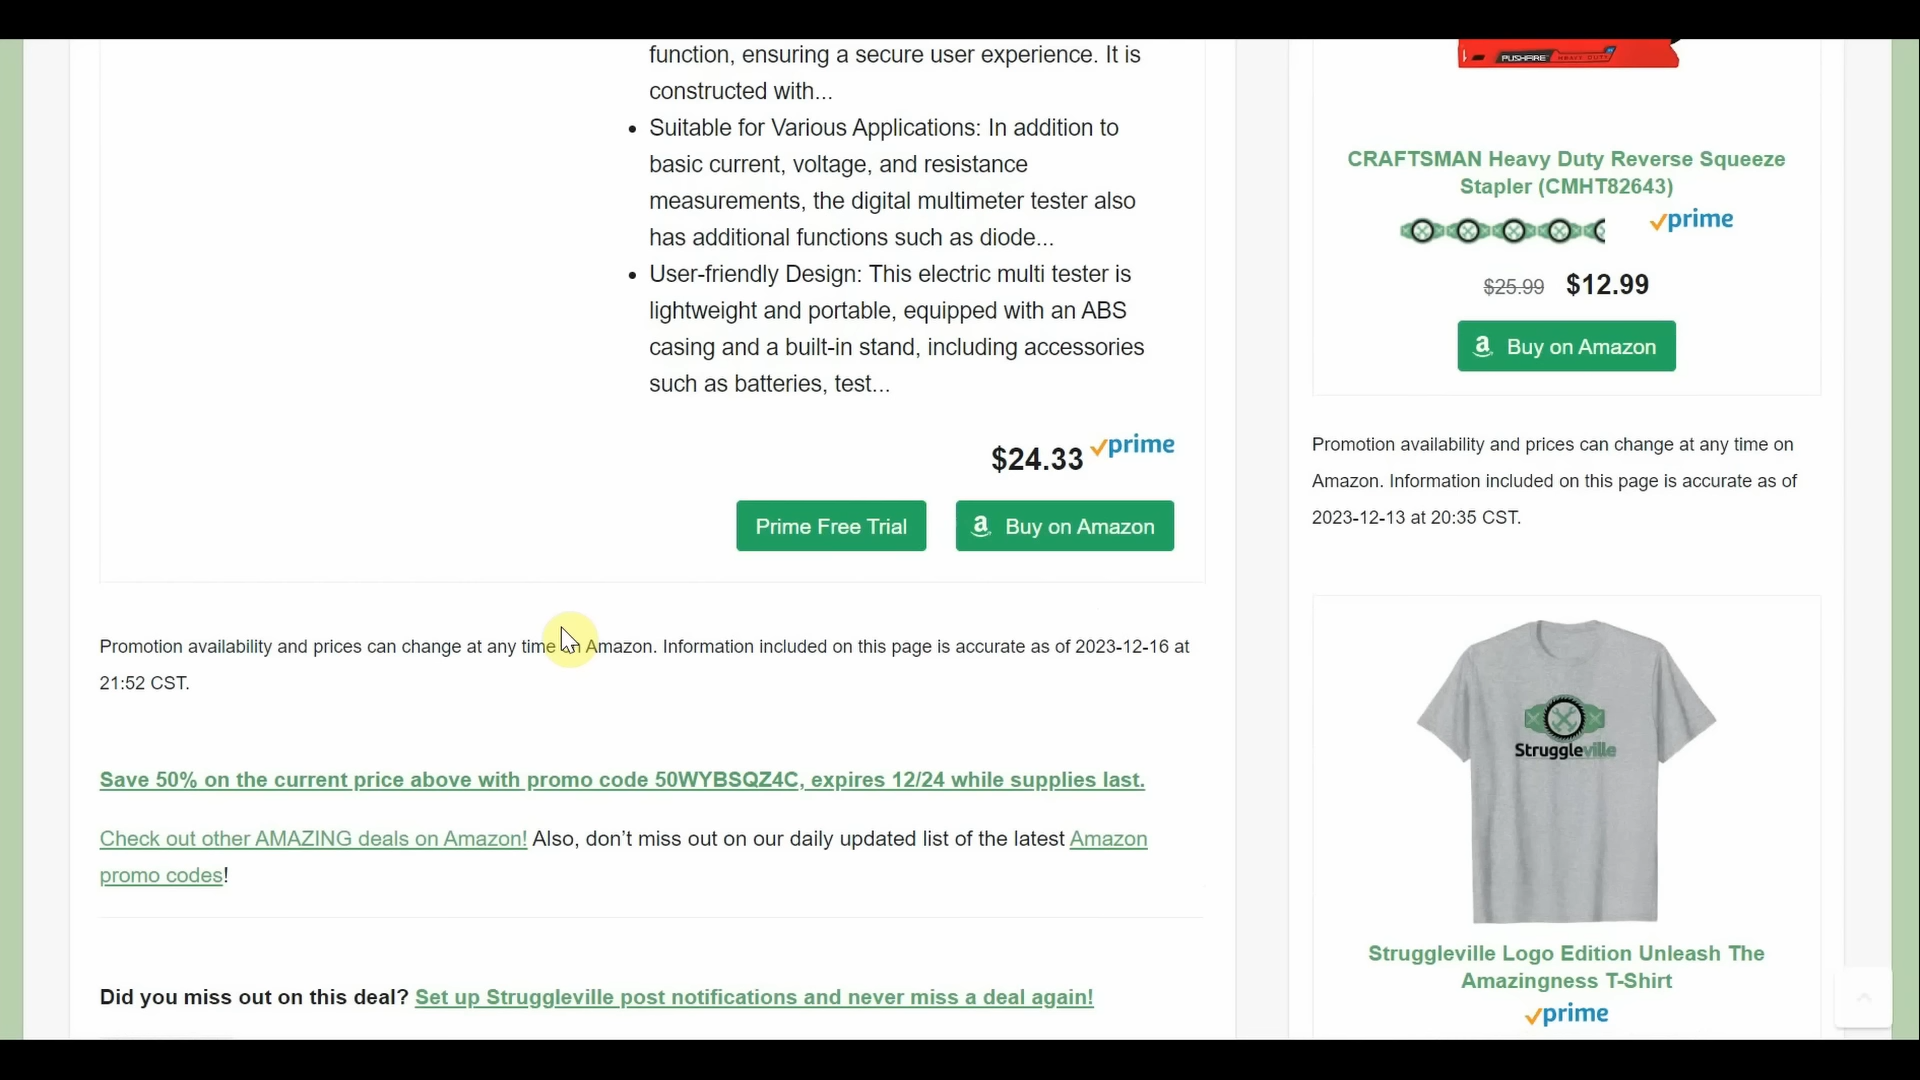 function, ensuring a secure user experience. It is
constructed with...
• Suitable for Various Applications: In addition to
basic current, voltage, and resistance
measurements, the digital multimeter tester also
has additional functions such as diode...
• User-friendly Design: This electric multi tester is
lightweight and portable, equipped with an ABS
casing and a built-in stand, including accessories
such as batteries, test...
$24.33 prime
Prime Free Trial
Buy on Amazon
Promotion availability and prices can change at any time Amazon. Information included on this page is accurate as of 2023-12-16 at
21:52 CST.
Save 50% on the current price above with promo code 50WYBSQZ4C, expires 12/24 while supplies last.
Check out other AMAZING deals on Amazon! Also, don’t miss out on our daily updated list of the latest Amazon
promo codes!
Did you miss out on this deal? Set up Struggleville post notifications and never miss a deal again!
PUSHFIRE HEAVY DUTY
CRAFTSMAN Heavy Duty Reverse Squeeze
Stapler (CMHT82643)
prime
$25.99 $12.99
Buy on Amazon
Promotion availability and prices can change at any time on
Amazon. Information included on this page is accurate as of
2023-12-13 at 20:35 CST.
Struggleville
Struggleville Logo Edition Unleash The
Amazingness T-Shirt
prime